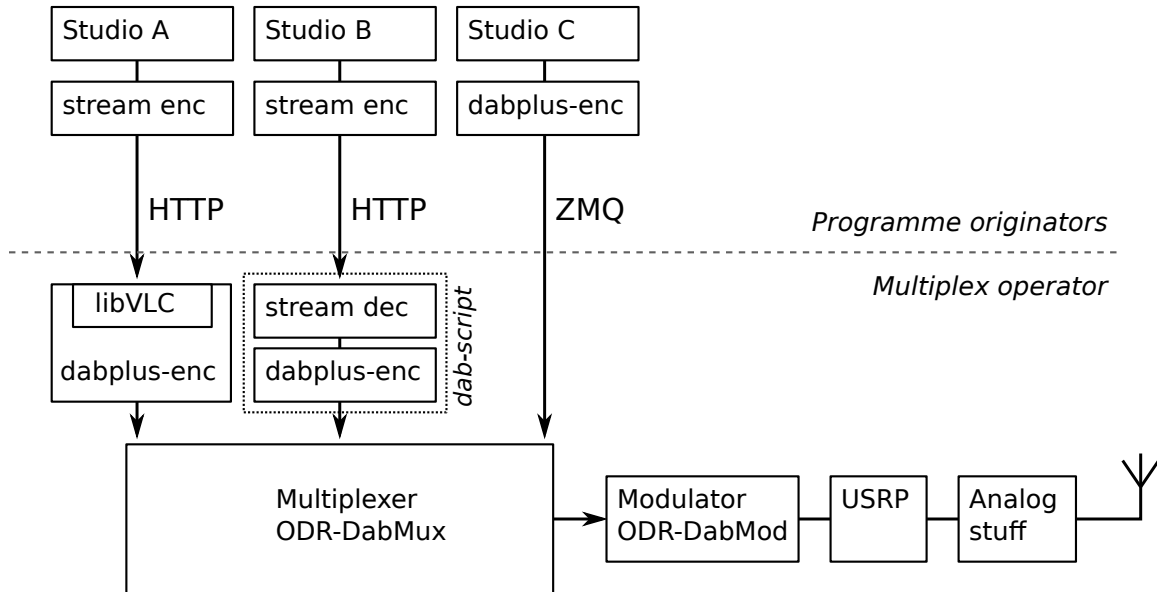 Studio A
Studio B
Studio C
stream enc
stream enc
dabplus-enc
HTTP
HTTP
ZMQ
Programme originators
Multiplex operator
libVLC
dabplus-enc
stream dec
dabplus-enc
dab-script
Multiplexer
ODR-DabMux
Modulator
ODR-DabMod
USRP
Analog
stuff